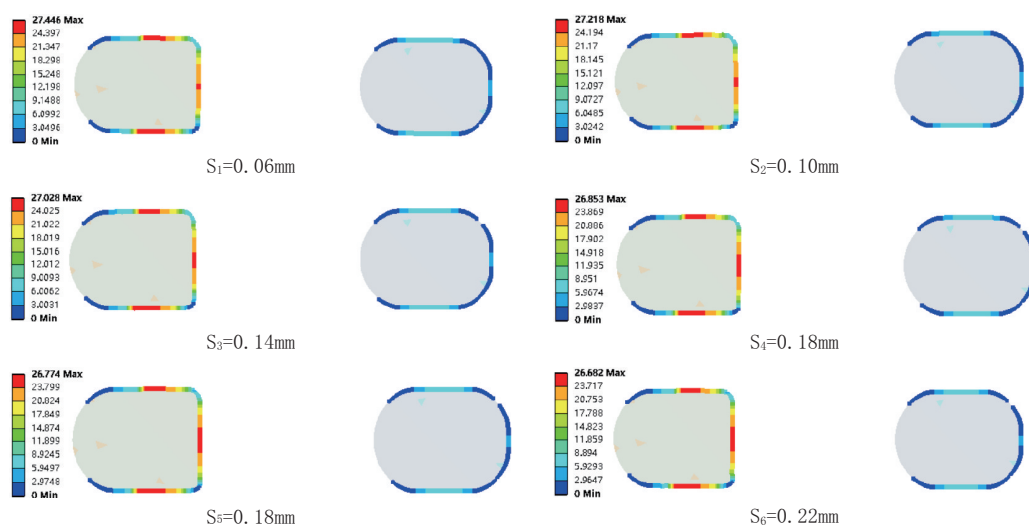 27.446 Max
24.397
21.347
18.298
15.248
12.198
9.1488
6.0992
3.0496
0 Min
S₁=0.06mm
27.218 Max
24.194
21.17
18.145
15.121
12.097
9.0727
6.0485
3.0242
0 Min
S₂=0.10mm
27.028 Max
24.025
21.022
18.019
15.016
12.012
9.0093
6.0062
3.0031
0 Min
S₃=0.14mm
26.853 Max
23.869
20.886
17.902
14.918
11.935
8.951
5.9674
2.9837
0 Min
S₄=0.18mm
26.774 Max
23.799
20.824
17.849
14.874
11.899
8.9245
5.9497
2.9748
0 Min
S₅=0.18mm
26.682 Max
23.717
20.753
17.788
14.823
11.859
8.894
5.9293
2.9647
0 Min
S₆=0.22mm